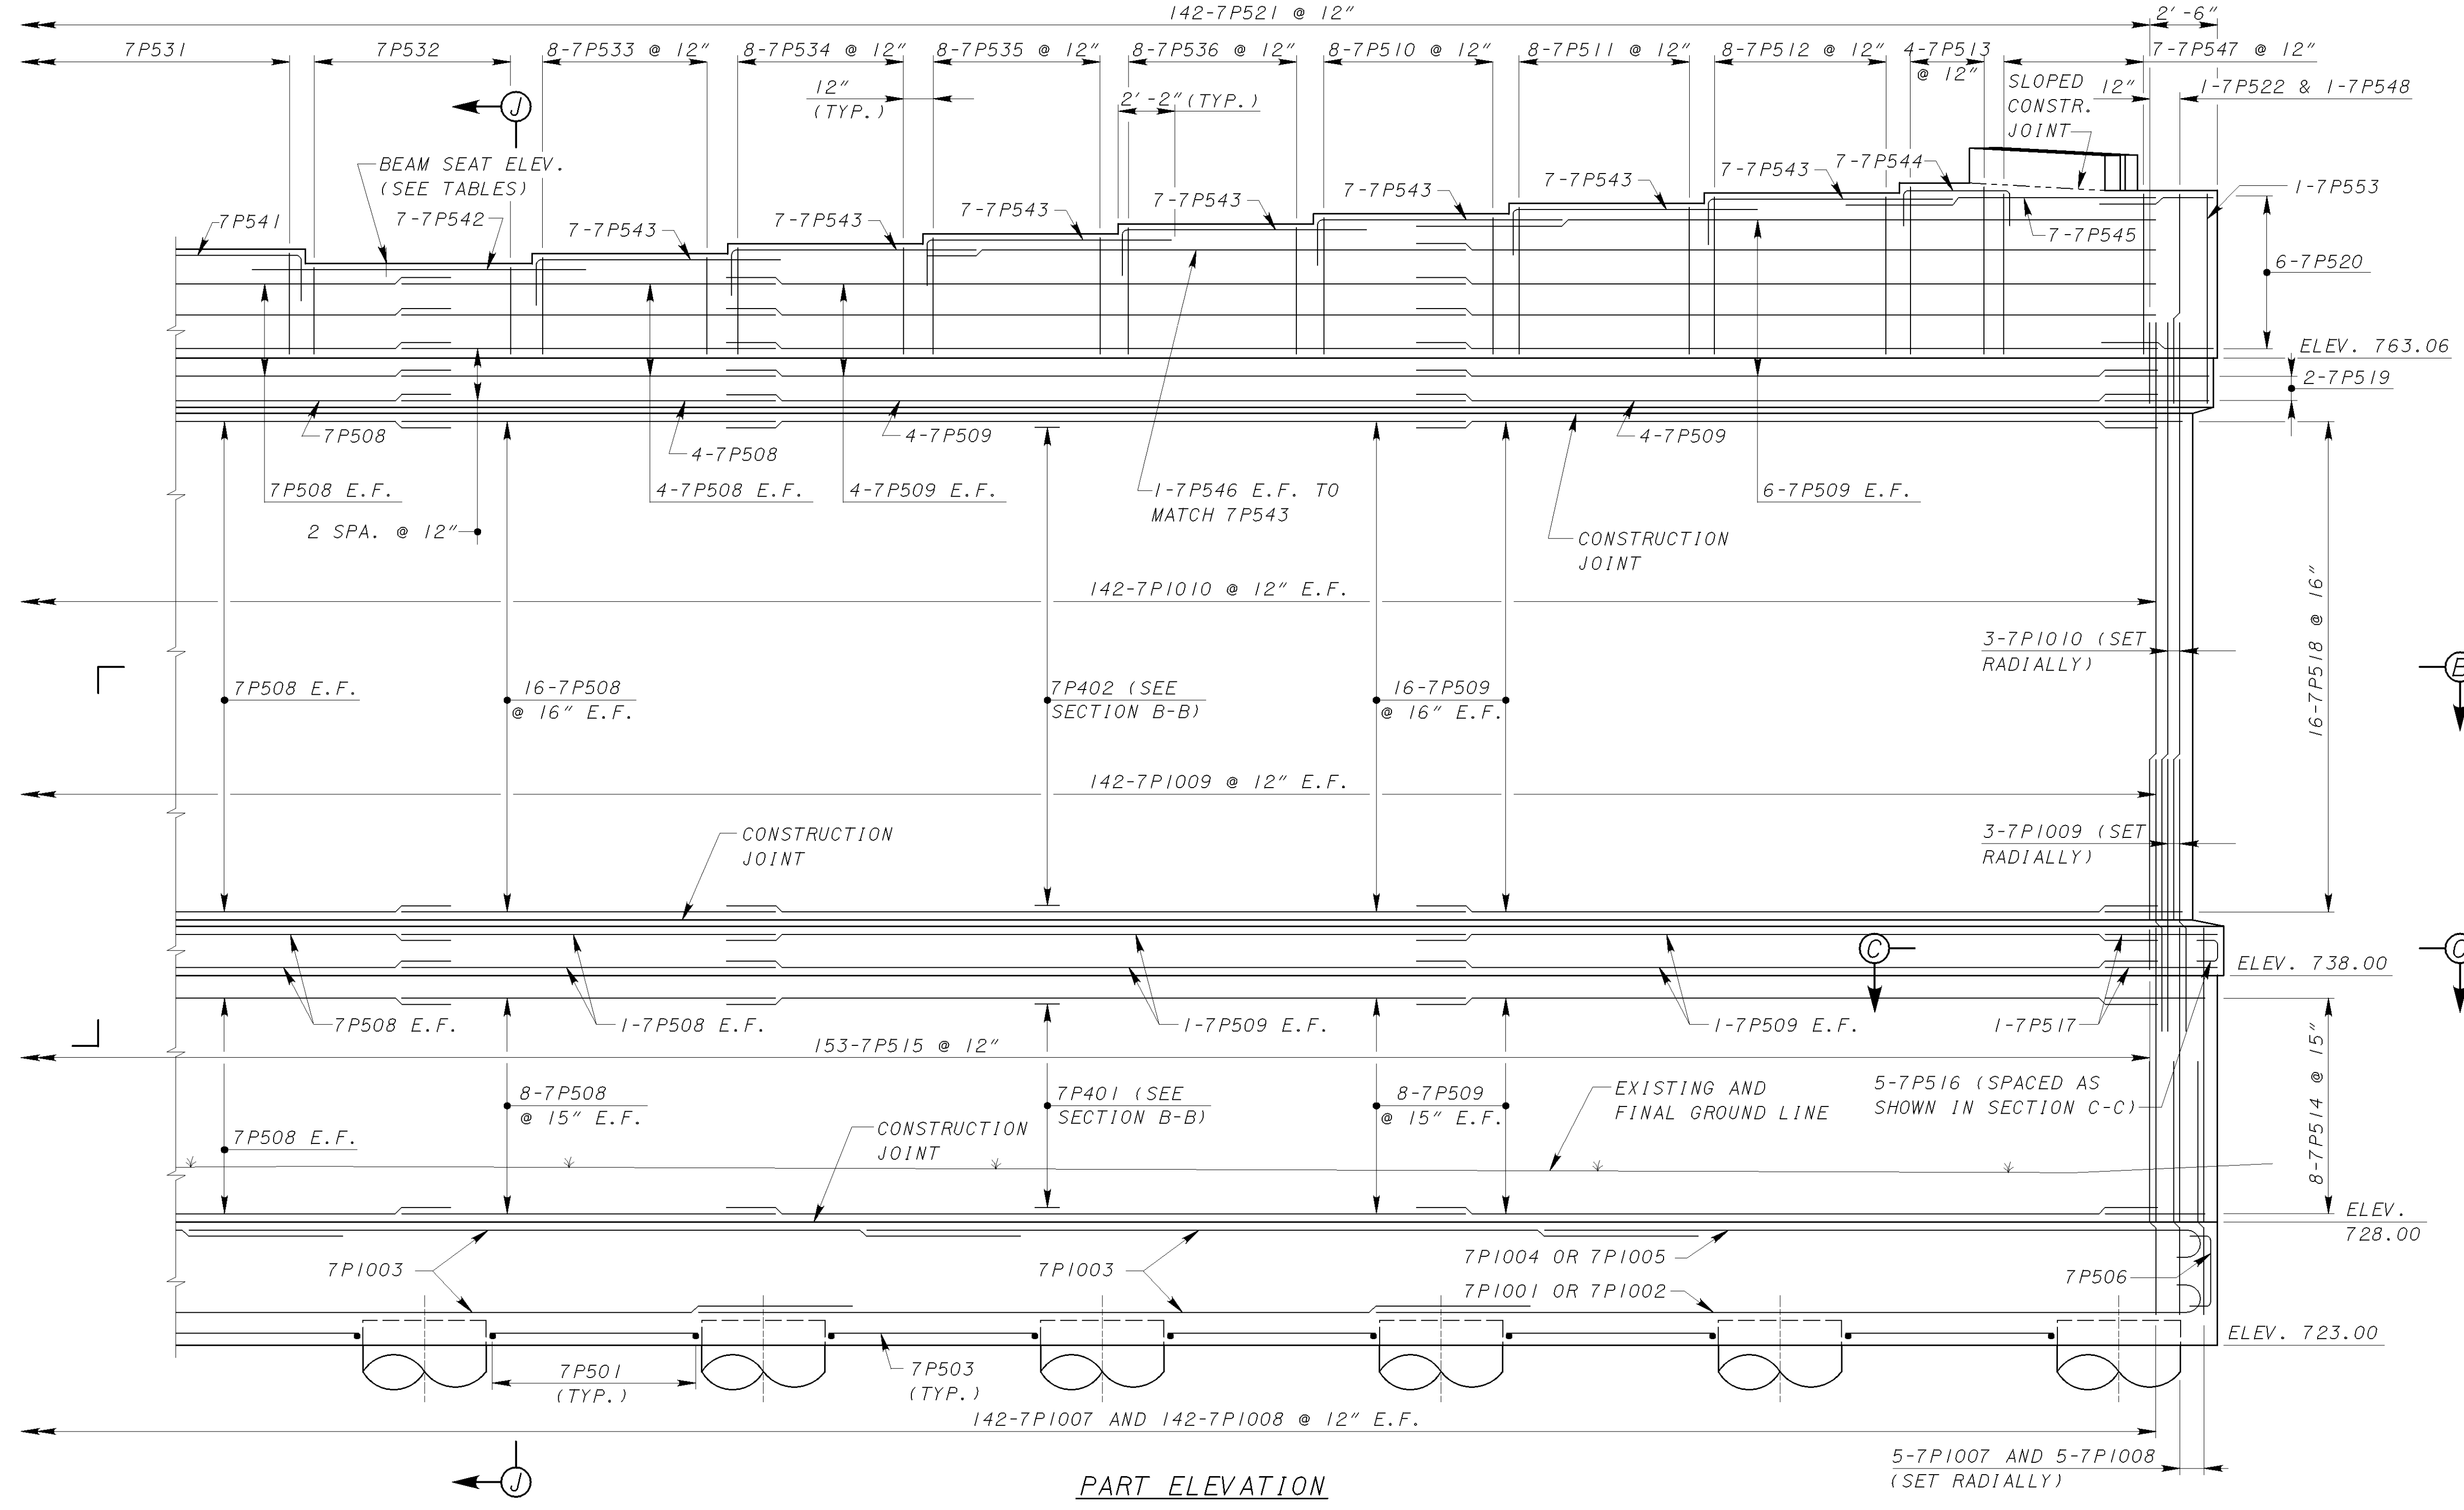 142-7P521 @ 12"
2'-6"
7P531
7P532
8-7P533 @ 12"
8-7P534 @ 12"
8-7P535 @ 12"
8-7P536 @ 12"
8-7P510 @ 12"
8-7P511 @ 12"
8-7P512 @ 12"
4-7P513
@ 12"
7-7P547 @ 12"
J
12"
(TYP.)
2'-2" (TYP.)
SLOPED
CONSTR.
JOINT
12"
1-7P522 & 1-7P548
BEAM SEAT ELEV.
(SEE TABLES)
7P541
7-7P542
7-7P543
7-7P543
7-7P543
7-7P543
7-7P543
7-7P543
7-7P543
7-7P544
1-7P553
7-7P545
6-7P520
ELEV. 763.06
2-7P519
7P508
4-7P508
4-7P509
4-7P509
7P508 E.F.
4-7P508 E.F.
4-7P509 E.F.
1-7P546 E.F. TO
MATCH 7P543
6-7P509 E.F.
2 SPA. @ 12"
CONSTRUCTION
JOINT
142-7P1010 @ 12" E.F.
16-7P518 @ 16"
3-7P1010 (SET
RADIALLY)
B
7P508 E.F.
16-7P508
@ 16" E.F.
7P402 (SEE
SECTION B-B)
16-7P509
@ 16" E.F.
142-7P1009 @ 12" E.F.
CONSTRUCTION
JOINT
3-7P1009 (SET
RADIALLY)
C
ELEV. 738.00
7P508 E.F.
1-7P508 E.F.
1-7P509 E.F.
1-7P509 E.F.
1-7P517
153-7P515 @ 12"
8-7P508
@ 15" E.F.
7P401 (SEE
SECTION B-B)
8-7P509
@ 15" E.F.
EXISTING AND
FINAL GROUND LINE
5-7P516 (SPACED AS
SHOWN IN SECTION C-C)
8-7P514 @ 15"
7P508 E.F.
CONSTRUCTION
JOINT
ELEV.
728.00
7P1003
7P1003
7P1004 OR 7P1005
7P1001 OR 7P1002
7P506
ELEV. 723.00
7P501
(TYP.)
7P503
(TYP.)
142-7P1007 AND 142-7P1008 @ 12" E.F.
5-7P1007 AND 5-7P1008
(SET RADIALLY)
J
PART ELEVATION